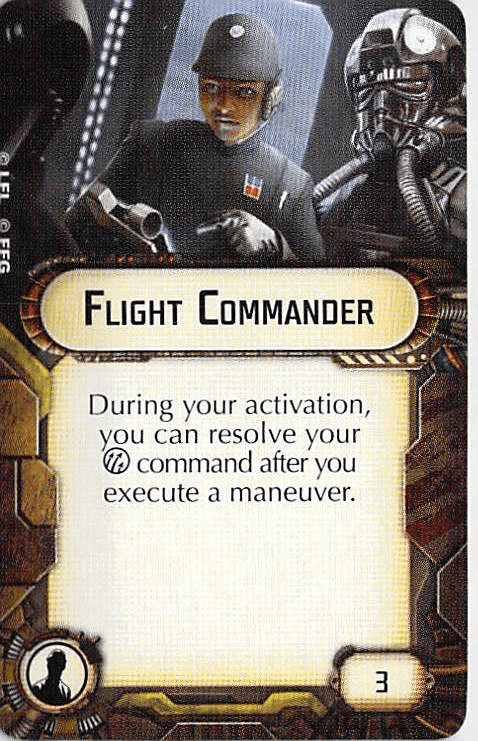 © LFL © FFG
FLIGHT COMMANDER
During your activation,
you can resolve your
command after you
execute a maneuver.
3